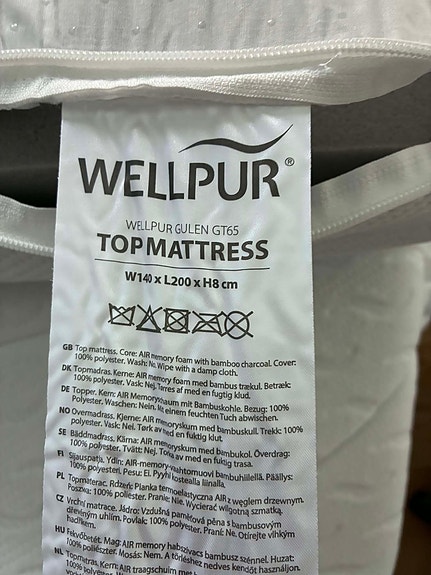 WELLPUR®
WELLPUR GULEN GT65
TOPMATTRESS
W140 x L200 x H8 cm
GB Top mattress. Core: AIR memory foam with bamboo charcoal. Cover:
100% polyester. Wash: No. Wipe with a damp cloth.
DK Topmadras. Kerne: AIR memory foam med bambus trækul. Betræk:
100% polyester. Vask: Nej. Tørres af med en fugtig klud.
DE Topper. Kern: AIR Memoryschaum mit Bambuskohle. Bezug: 100%
Polyester. Waschen: Nein. Mit einem feuchten Tuch abwischen.
NO Overmadrass. Kjerne: AIR memoryskum med bambuskull. Trekk: 100%
polyester. Vask: Nei. Tørk av med en fuktig klut.
SE Bäddmadrass. Kärna: AIR memoryskum med bambukol. Överdrag:
100% polyester. Tvätt: Nej. Torka av med en fuktig trasa.
FI Sijauspatja. Ydin: AIR-memory-vaahtomuovi bambuhiilellä. Päällys:
100% polyesteri. Pesu: Ei. Pyyhi kostealla liinalla.
PL Topmaterac. Rdzeń: Pianka termoelastyczna AIR z węglem drzewnym.
Poszwa: 100% poliester. Pranie: Nie. Wycierać wilgotną szmatką.
CZ Vrchní matrace. Jádro: Vzdušná paměťová pěna s bambusovým
dřevěným uhlím. Povlak: 100% polyester. Praní: Ne. Otírejte vlhkým
hadříkem.
HU Fekvőbetét. Mag: AIR memory habszivacs bambusz szénnel. Huzat:
100% poliészter. Mosás: Nem. A törléshez nedves kendőt használjon.
NL Topmatras. Kern: AIR traagschuim met
100% polyester.